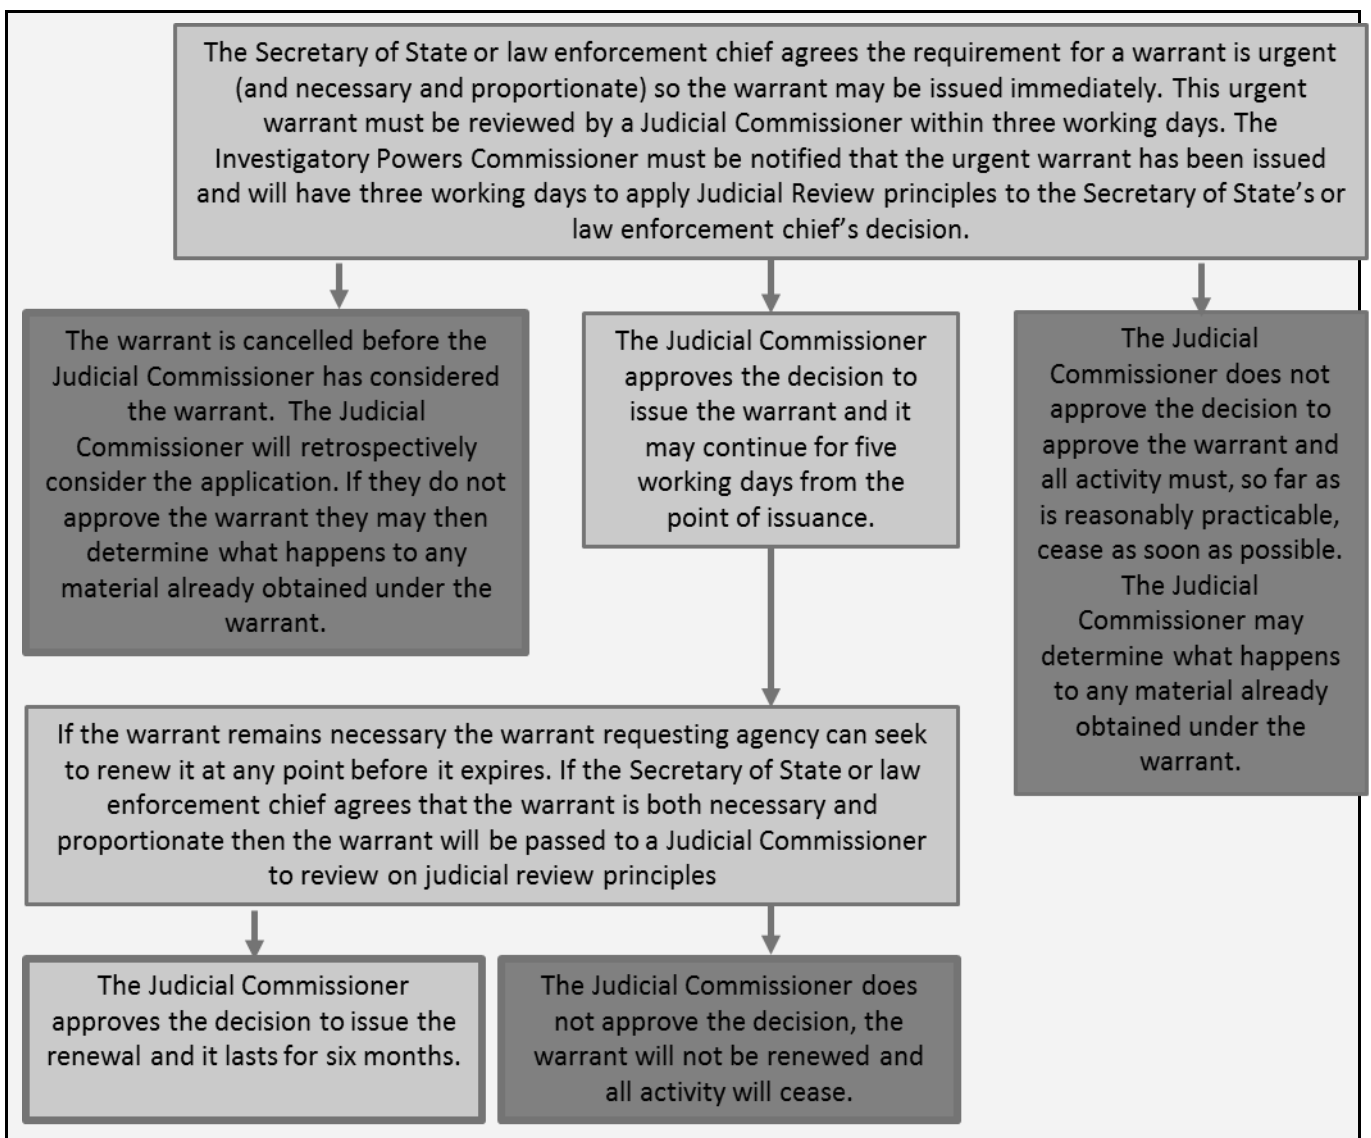 The Secretary of State or law enforcement chief agrees the requirement for a warrant is urgent
(and necessary and proportionate) so the warrant may be issued immediately. This urgent
warrant must be reviewed by a Judicial Commissioner within three working days. The
Investigatory Powers Commissioner must be notified that the urgent warrant has been issued
and will have three working days to apply Judicial Review principles to the Secretary of State’s or
law enforcement chief’s decision.
The warrant is cancelled before the
Judicial Commissioner has considered
the warrant. The Judicial
Commissioner will retrospectively
consider the application. If they do not
approve the warrant they may then
determine what happens to any
material already obtained under the
warrant.
The Judicial Commissioner
approves the decision to
issue the warrant and it
may continue for five
working days from the
point of issuance.
The Judicial
Commissioner does not
approve the decision to
approve the warrant and
all activity must, so far as
is reasonably practicable,
cease as soon as possible.
The Judicial
Commissioner may
determine what happens
to any material already
obtained under the
warrant.
If the warrant remains necessary the warrant requesting agency can seek
to renew it at any point before it expires. If the Secretary of State or law
enforcement chief agrees that the warrant is both necessary and
proportionate then the warrant will be passed to a Judicial Commissioner
to review on judicial review principles
The Judicial Commissioner
approves the decision to issue the
renewal and it lasts for six months.
The Judicial Commissioner does
not approve the decision, the
warrant will not be renewed and
all activity will cease.